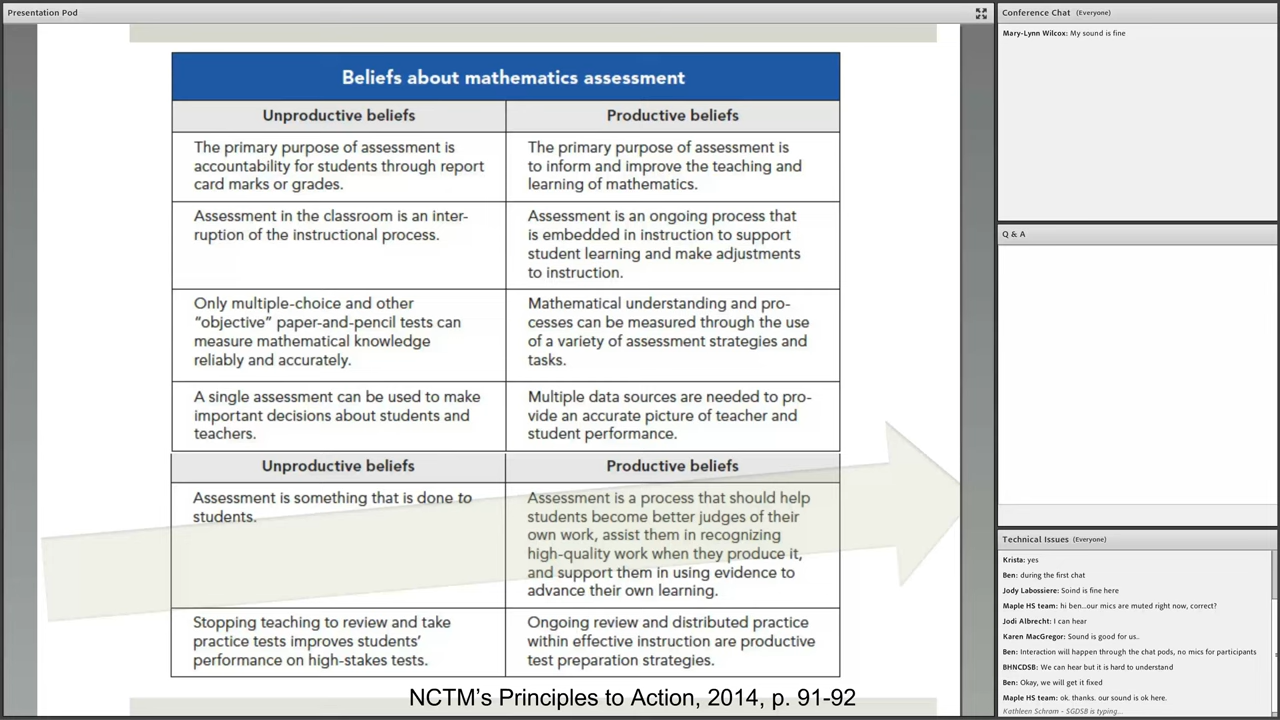 Presentation Pod
Beliefs about mathematics assessment
Unproductive beliefs
Productive beliefs
The primary purpose of assessment is
accountability for students through report
card marks or grades.
The primary purpose of assessment is
to inform and improve the teaching and
learning of mathematics.
Assessment in the classroom is an inter-
ruption of the instructional process.
Assessment is an ongoing process that
is embedded in instruction to support
student learning and make adjustments
to instruction.
Only multiple-choice and other
“objective” paper-and-pencil tests can
measure mathematical knowledge
reliably and accurately.
Mathematical understanding and pro-
cesses can be measured through the use
of a variety of assessment strategies and
tasks.
A single assessment can be used to make
important decisions about students and
teachers.
Multiple data sources are needed to pro-
vide an accurate picture of teacher and
student performance.
Unproductive beliefs
Productive beliefs
Assessment is something that is done to
students.
Assessment is a process that should help
students become better judges of their
own work, assist them in recognizing
high-quality work when they produce it,
and support them in using evidence to
advance their own learning.
Stopping teaching to review and take
practice tests improves students’
performance on high-stakes tests.
Ongoing review and distributed practice
within effective instruction are productive
test preparation strategies.
NCTM’s Principles to Action, 2014, p. 91-92
Conference Chat (Everyone)
Mary-Lynn Wilcox: My sound is fine
Q & A
Technical Issues (Everyone)
Krista: yes
Ben: during the first chat
Jody Labossiere: Soind is fine here
Maple HS team: hi ben...our mics are muted right now, correct?
Jodi Albrecht: I can hear
Karen MacGregor: Sound is good for us..
Ben: Interaction will happen through the chat pods, no mics for participants
BHNCDSB: We can hear but it is hard to understand
Ben: Okay, we will get it fixed
Maple HS team: ok. thanks. our sound is ok here.
Kathleen Schram - SGDSB is typing...